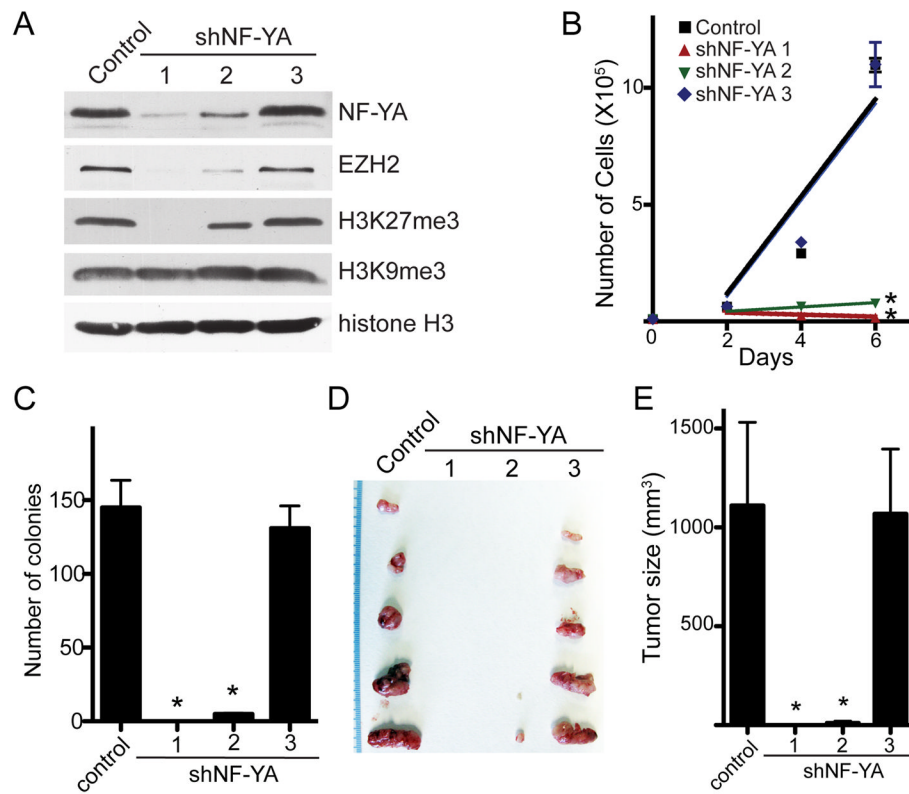 A
Control
shNF-YA
1 2 3
NF-YA
EZH2
H3K27me3
H3K9me3
histone H3
B
Number of Cells (X10⁵)
10
5
0 2 4 6
Days
Control
shNF-YA 1
shNF-YA 2
shNF-YA 3
*
*
C
Number of colonies
150
100
50
0
* *
control 1 2 3
shNF-YA
D
Control
shNF-YA
1 2 3
E
Tumor size (mm³)
1500
1000
500
* *
control 1 2 3
shNF-YA